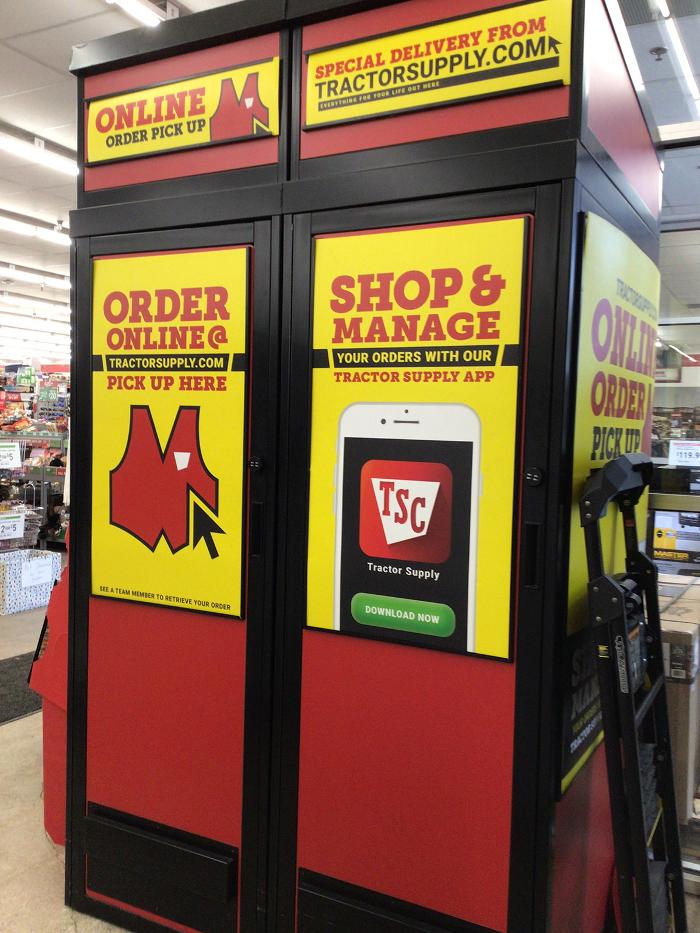 ONLINE
ORDER PICK UP
SPECIAL DELIVERY FROM
TRACTORSUPPLY.COM
EVERYTHING FOR YOUR LIFE OUT HERE
ORDER
ONLINE@
TRACTORSUPPLY.COM
PICK UP HERE
SEE A TEAM MEMBER TO RETRIEVE YOUR ORDER
SHOP &
MANAGE
YOUR ORDERS WITH OUR
TRACTOR SUPPLY APP
TSC
Tractor Supply
DOWNLOAD NOW
ONLINE
ORDER
PICK UP
MASTER